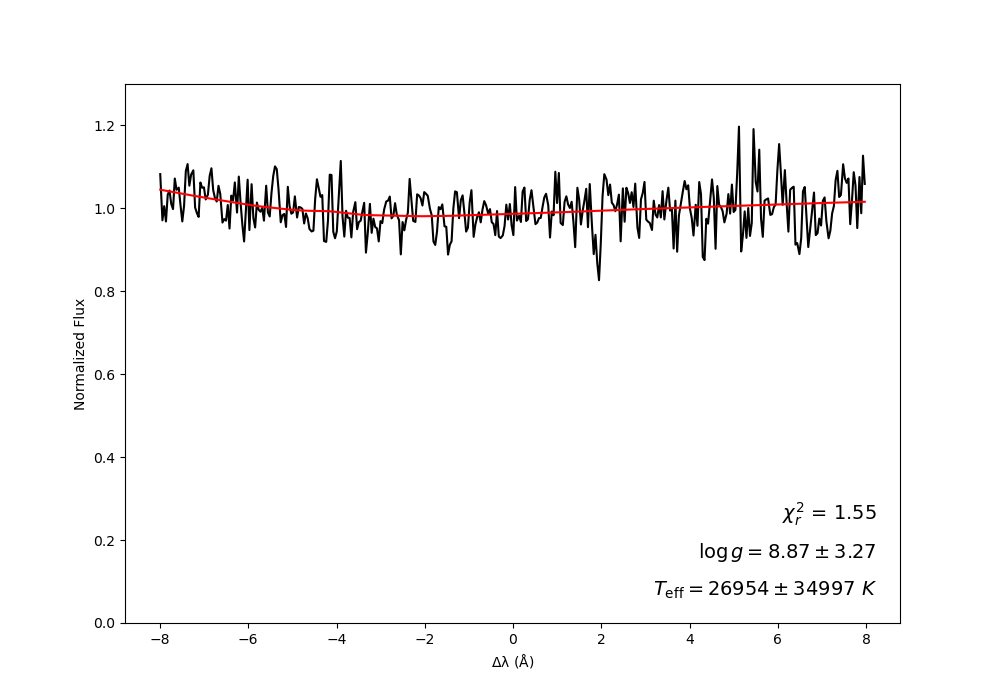 1.2
1.0
0.8
0.6
0.4
0.2
0.0
Normalized Flux
χ²ᵣ = 1.55
log g = 8.87 ± 3.27
T_eff = 26954 ± 34997 K
−8 −6 −4 −2 0 2 4 6 8
Δλ (Å)